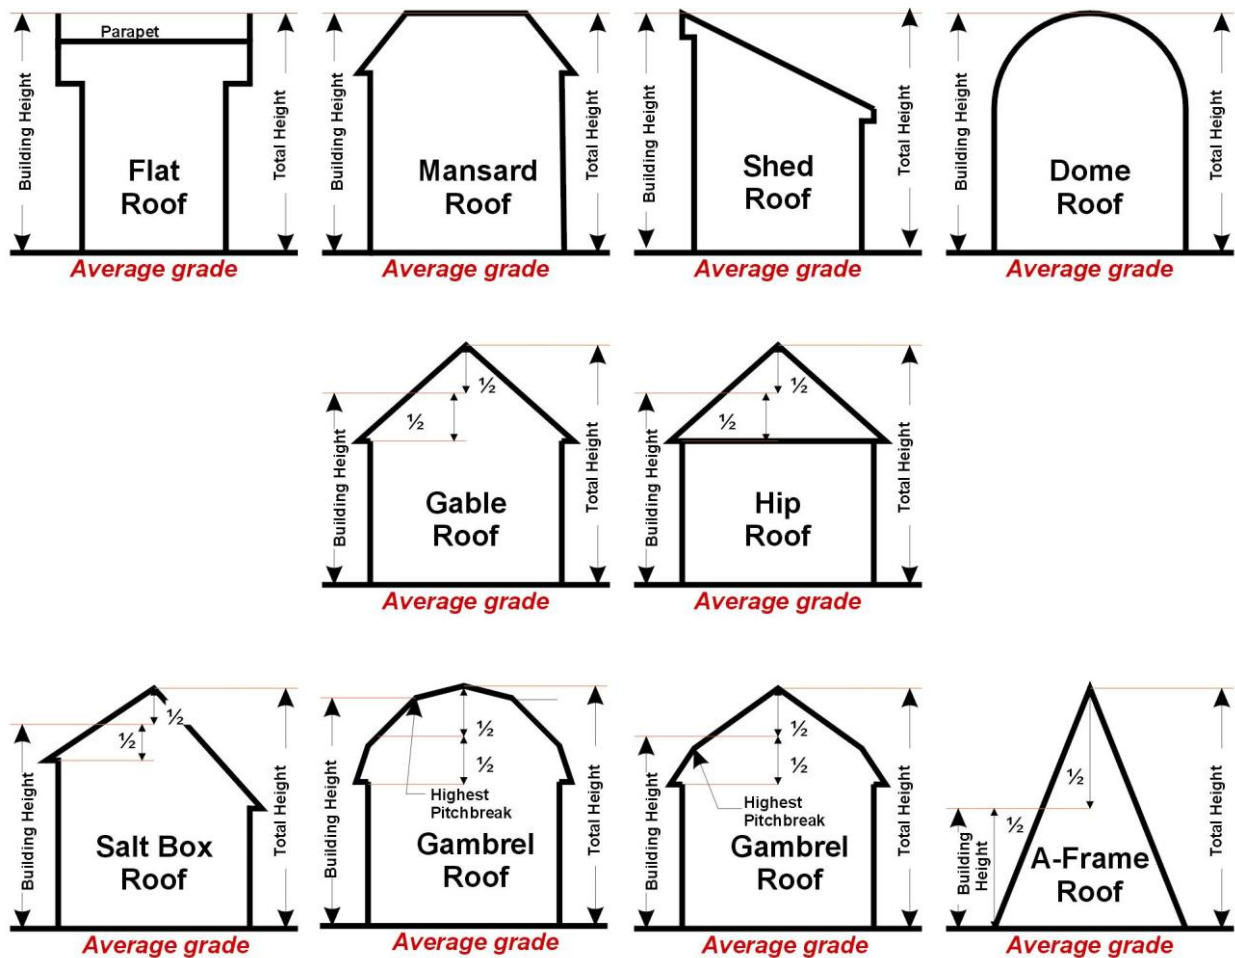 Parapet
Building Height
Flat
Roof
Total Height
Average grade
Building Height
Mansard
Roof
Total Height
Average grade
Building Height
Shed
Roof
Total Height
Average grade
Building Height
Dome
Roof
Total Height
Average grade
½
½
Building Height
Gable
Roof
Total Height
Average grade
½
½
Building Height
Hip
Roof
Total Height
Average grade
½
½
Building Height
Salt Box
Roof
Total Height
Average grade
½
½
Highest
Pitchbreak
Building Height
Gambrel
Roof
Total Height
Average grade
½
½
Highest
Pitchbreak
Building Height
Gambrel
Roof
Total Height
Average grade
½
½
Building
Height
A-Frame
Roof
Total Height
Average grade